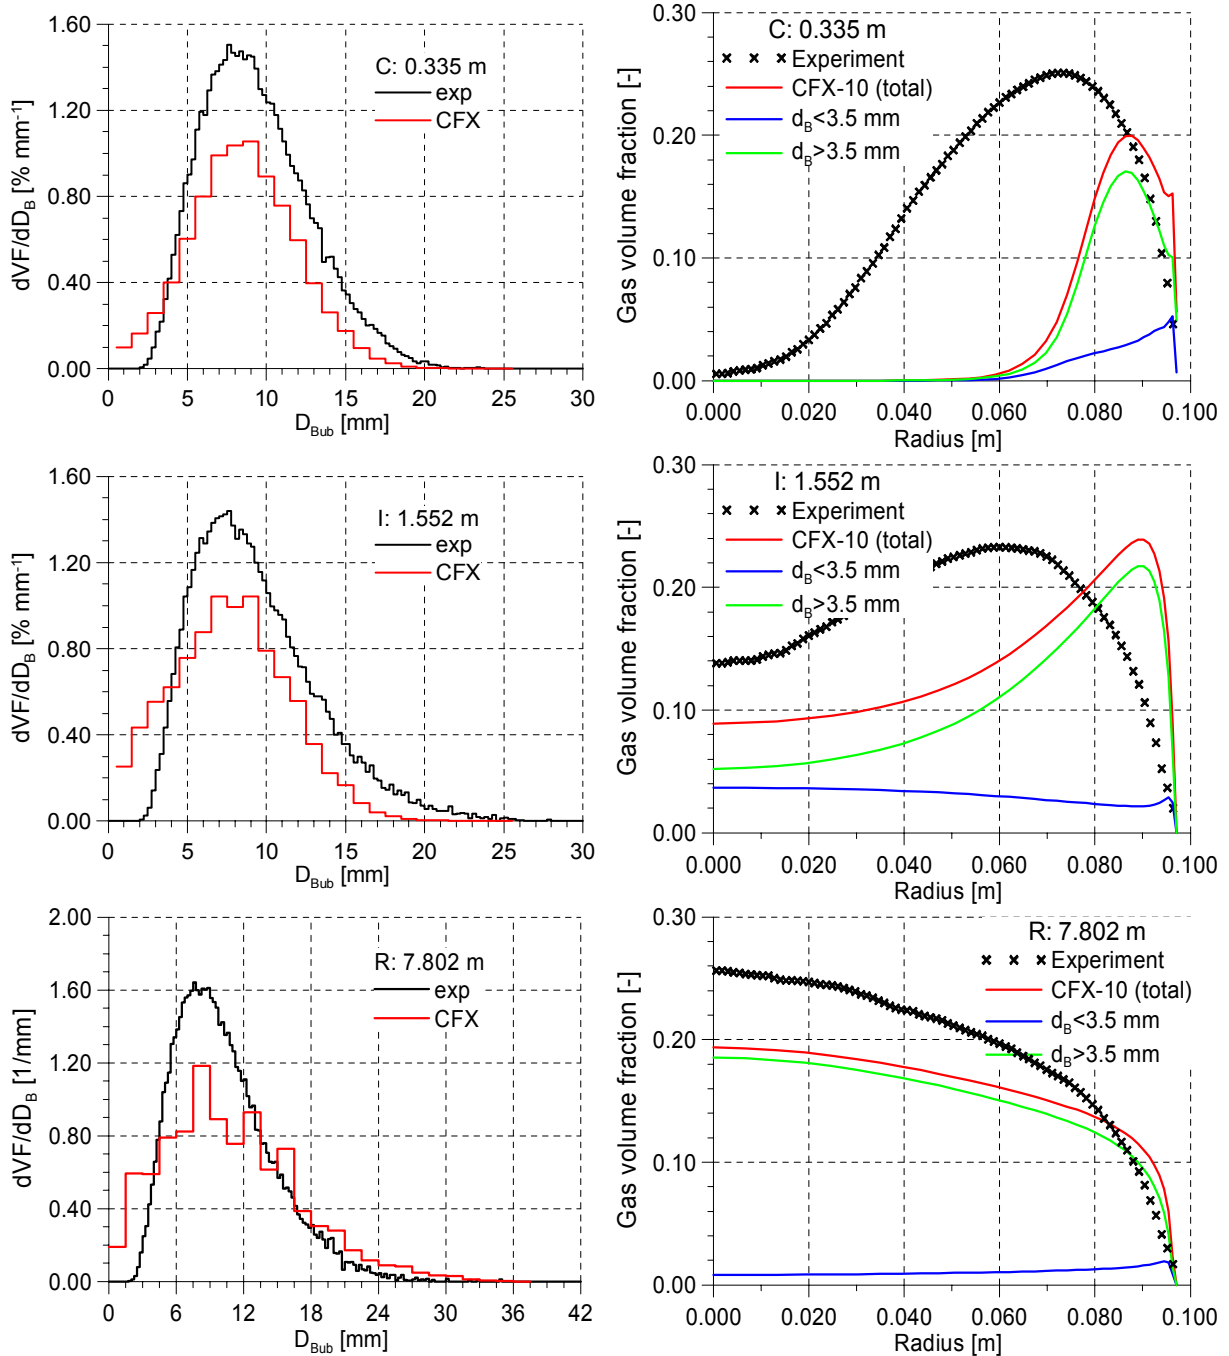 1.60
1.20
0.80
0.40
0.00
dVF/dD_B [% mm⁻¹]
C: 0.335 m
exp
CFX
0 5 10 15 20 25 30
D_Bub [mm]
0.30
0.20
0.10
0.00
Gas volume fraction [-]
C: 0.335 m
Experiment
CFX-10 (total)
d_B<3.5 mm
d_B>3.5 mm
0.000 0.020 0.040 0.060 0.080 0.100
Radius [m]
1.60
1.20
0.80
0.40
0.00
dVF/dD_B [% mm⁻¹]
I: 1.552 m
exp
CFX
0 5 10 15 20 25 30
D_Bub [mm]
0.30
0.20
0.10
0.00
Gas volume fraction [-]
I: 1.552 m
Experiment
CFX-10 (total)
d_B<3.5 mm
d_B>3.5 mm
0.000 0.020 0.040 0.060 0.080 0.100
Radius [m]
2.00
1.60
1.20
0.80
0.40
0.00
dVF/dD_B [1/mm]
R: 7.802 m
exp
CFX
0 6 12 18 24 30 36 42
D_Bub [mm]
0.30
0.20
0.10
0.00
Gas volume fraction [-]
R: 7.802 m
Experiment
CFX-10 (total)
d_B<3.5 mm
d_B>3.5 mm
0.000 0.020 0.040 0.060 0.080 0.100
Radius [m]